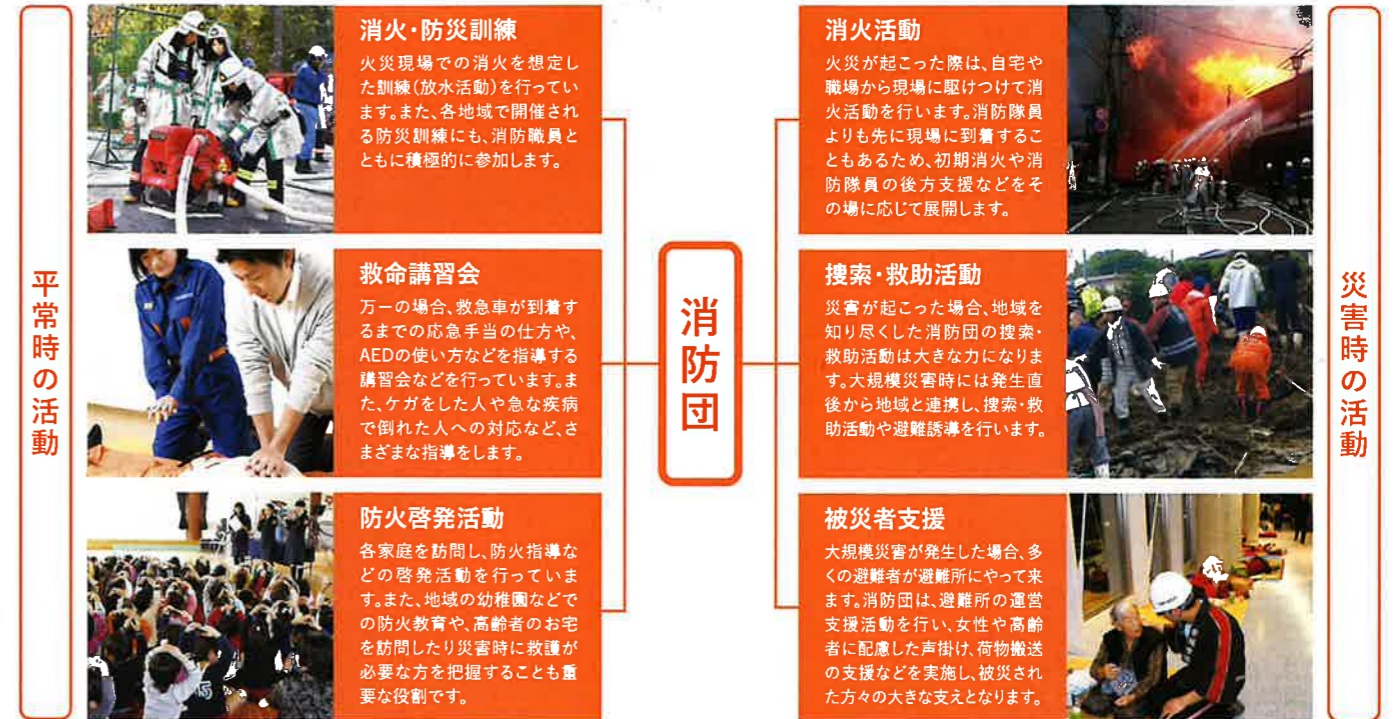 平常時の活動
消火・防災訓練
火災現場での消火を想定し
た訓練(放水活動)を行ってい
ます。また、各地域で開催され
る防災訓練にも、消防職員と
ともに積極的に参加します。
救命講習会
万一の場合、救急車が到着す
るまでの応急手当の仕方や、
AEDの使い方などを指導する
講習会などを行っています。ま
た、ケガをした人や急な疾病
で倒れた人への対応など、さ
まざまな指導をします。
防火啓発活動
各家庭を訪問し、防火指導な
どの啓発活動を行っていま
す。また、地域の幼稚園などで
の防火教育や、高齢者のお宅
を訪問したり災害時に救護が
必要な方を把握することも重
要な役割です。
消防団
消火活動
火災が起こった際は、自宅や
職場から現場に駆けつけて消
火活動を行います。消防隊員
よりも先に現場に到着するこ
ともあるため、初期消火や消
防隊員の後方支援などをそ
の場に応じて展開します。
捜索・救助活動
災害が起こった場合、地域を
知り尽くした消防団の捜索・
救助活動は大きな力になりま
す。大規模災害時には発生直
後から地域と連携し、捜索・救
助活動や避難誘導を行います。
被災者支援
大規模災害が発生した場合、多
くの避難者が避難所にやって来
ます。消防団は、避難所の運営
支援活動を行い、女性や高齢
者に配慮した声掛け、荷物搬送
の支援などを実施し、被災され
た方々の大きな支えとなります。
災害時の活動